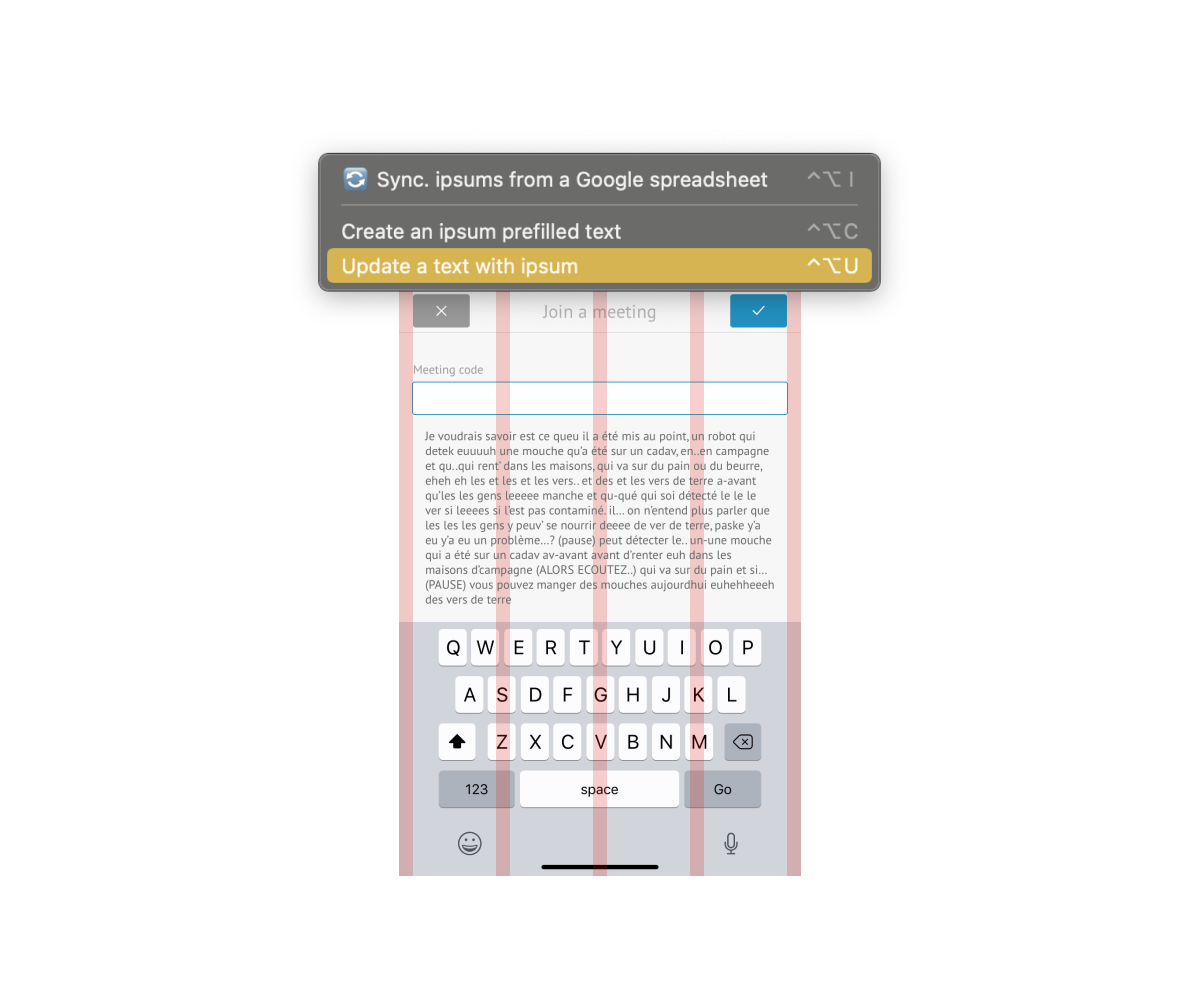 Sync. ipsums from a Google spreadsheet ^⌥ I
Create an ipsum prefilled text ^⌥C
Update a text with ipsum ^⌥U
Join a meeting
Meeting code
Je voudrais savoir est ce queu il a été mis au point, un robot qui
detek euuuuh une mouche qu'a été sur un cadav, en..en campagne
et qu..qui rent' dans les maisons, qui va sur du pain ou du beurre,
eheh eh les et les et les vers.. et des et les vers de terre a-avant
qu'les les gens leeeee manche et qu-qué qui soi détecté le le le
ver si leeees si l'est pas contaminé. il... on n'entend plus parler que
les les les gens y peuv' se nourrir deeee de ver de terre, paske y'a
eu y'a eu un problème...? (pause) peut détecter le.. un-une mouche
qui a été sur un cadav av-avant avant d'renter euh dans les
maisons d'campagne (ALORS ECOUTEZ..) qui va sur du pain et si...
(PAUSE) vous pouvez manger des mouches aujourdhui euhehheeeh
des vers de terre
Q W E R T Y U I O P
A S D F G H J K L
Z X C V B N M
123 space Go